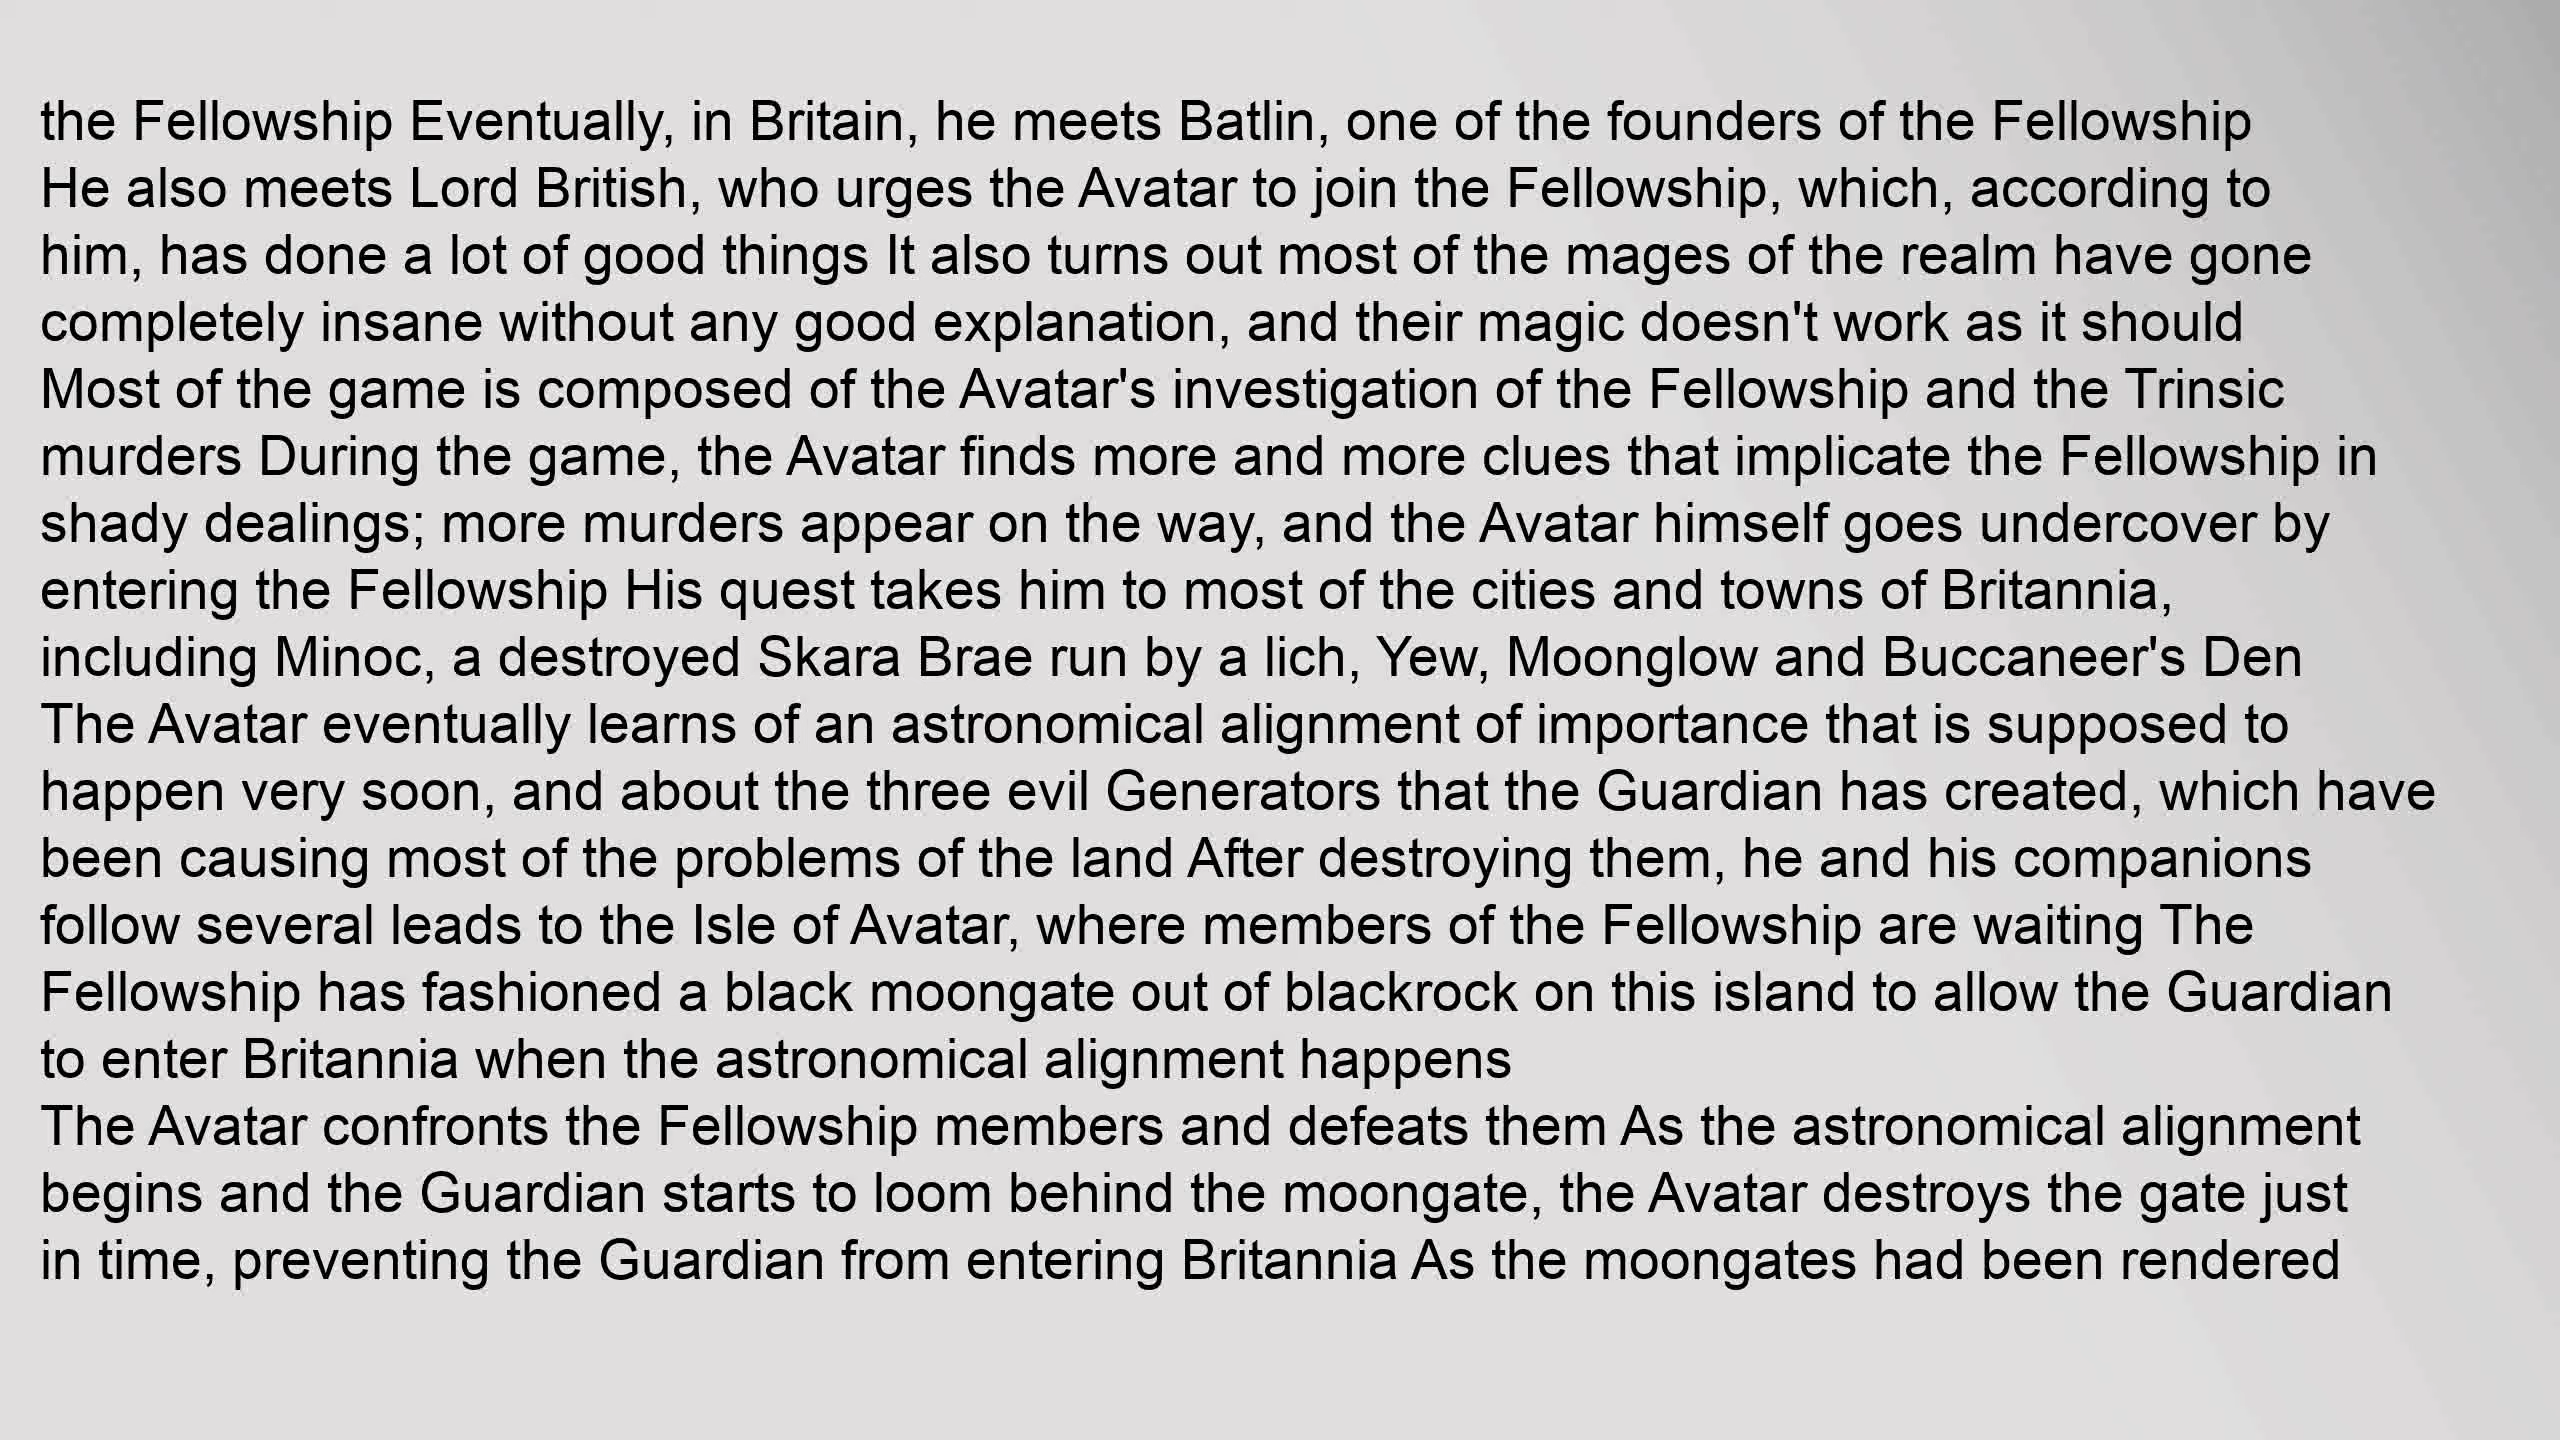 the Fellowship Eventually, in Britain, he meets Batlin, one of the founders of the Fellowship
He also meets Lord British, who urges the Avatar to join the Fellowship, which, according to
him, has done a lot of good things It also turns out most of the mages of the realm have gone
completely insane without any good explanation, and their magic doesn't work as it should
Most of the game is composed of the Avatar's investigation of the Fellowship and the Trinsic
murders During the game, the Avatar finds more and more clues that implicate the Fellowship in
shady dealings; more murders appear on the way, and the Avatar himself goes undercover by
entering the Fellowship His quest takes him to most of the cities and towns of Britannia,
including Minoc, a destroyed Skara Brae run by a lich, Yew, Moonglow and Buccaneer's Den
The Avatar eventually learns of an astronomical alignment of importance that is supposed to
happen very soon, and about the three evil Generators that the Guardian has created, which have
been causing most of the problems of the land After destroying them, he and his companions
follow several leads to the Isle of Avatar, where members of the Fellowship are waiting The
Fellowship has fashioned a black moongate out of blackrock on this island to allow the Guardian
to enter Britannia when the astronomical alignment happens
The Avatar confronts the Fellowship members and defeats them As the astronomical alignment
begins and the Guardian starts to loom behind the moongate, the Avatar destroys the gate just
in time, preventing the Guardian from entering Britannia As the moongates had been rendered